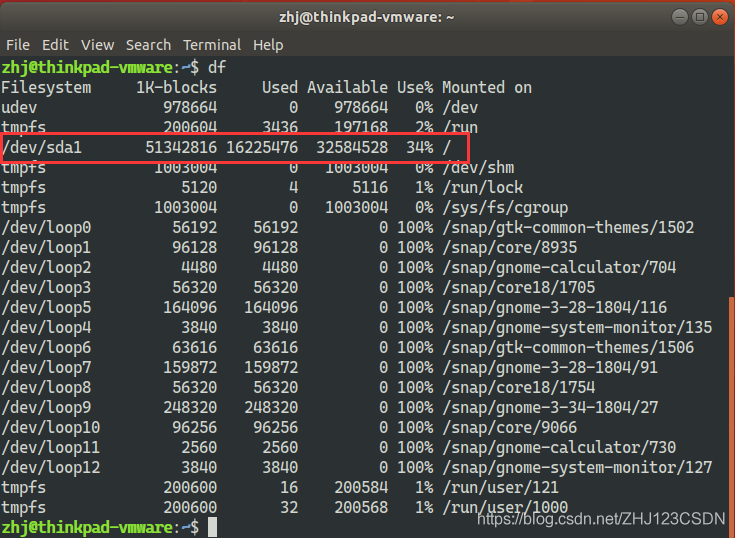 zhj@thinkpad-vmware: ~
File Edit View Search Terminal Help
zhj@thinkpad-vmware:~$ df
Filesystem     1K-blocks     Used Available Use% Mounted on
udev              978664        0    978664   0% /dev
tmpfs             200604     3436    197168   2% /run
/dev/sda1       51342816 16225476  32584528  34% /
tmpfs            1003004        0   1003004   0% /dev/shm
tmpfs               5120        4      5116   1% /run/lock
tmpfs            1003004        0   1003004   0% /sys/fs/cgroup
/dev/loop0         56192    56192         0 100% /snap/gtk-common-themes/1502
/dev/loop1         96128    96128         0 100% /snap/core/8935
/dev/loop2          4480     4480         0 100% /snap/gnome-calculator/704
/dev/loop3         56320    56320         0 100% /snap/core18/1705
/dev/loop5        164096   164096         0 100% /snap/gnome-3-28-1804/116
/dev/loop4          3840     3840         0 100% /snap/gnome-system-monitor/135
/dev/loop6         63616    63616         0 100% /snap/gtk-common-themes/1506
/dev/loop7        159872   159872         0 100% /snap/gnome-3-28-1804/91
/dev/loop8         56320    56320         0 100% /snap/core18/1754
/dev/loop9        248320   248320         0 100% /snap/gnome-3-34-1804/27
/dev/loop10        96256    96256         0 100% /snap/core/9066
/dev/loop11         2560     2560         0 100% /snap/gnome-calculator/730
/dev/loop12         3840     3840         0 100% /snap/gnome-system-monitor/127
tmpfs             200600       16    200584   1% /run/user/121
tmpfs             200600       32    200568   1% /run/user/1000
zhj@thinkpad-vmware:~$
https://blog.csdn.net/ZHJ123CSDN